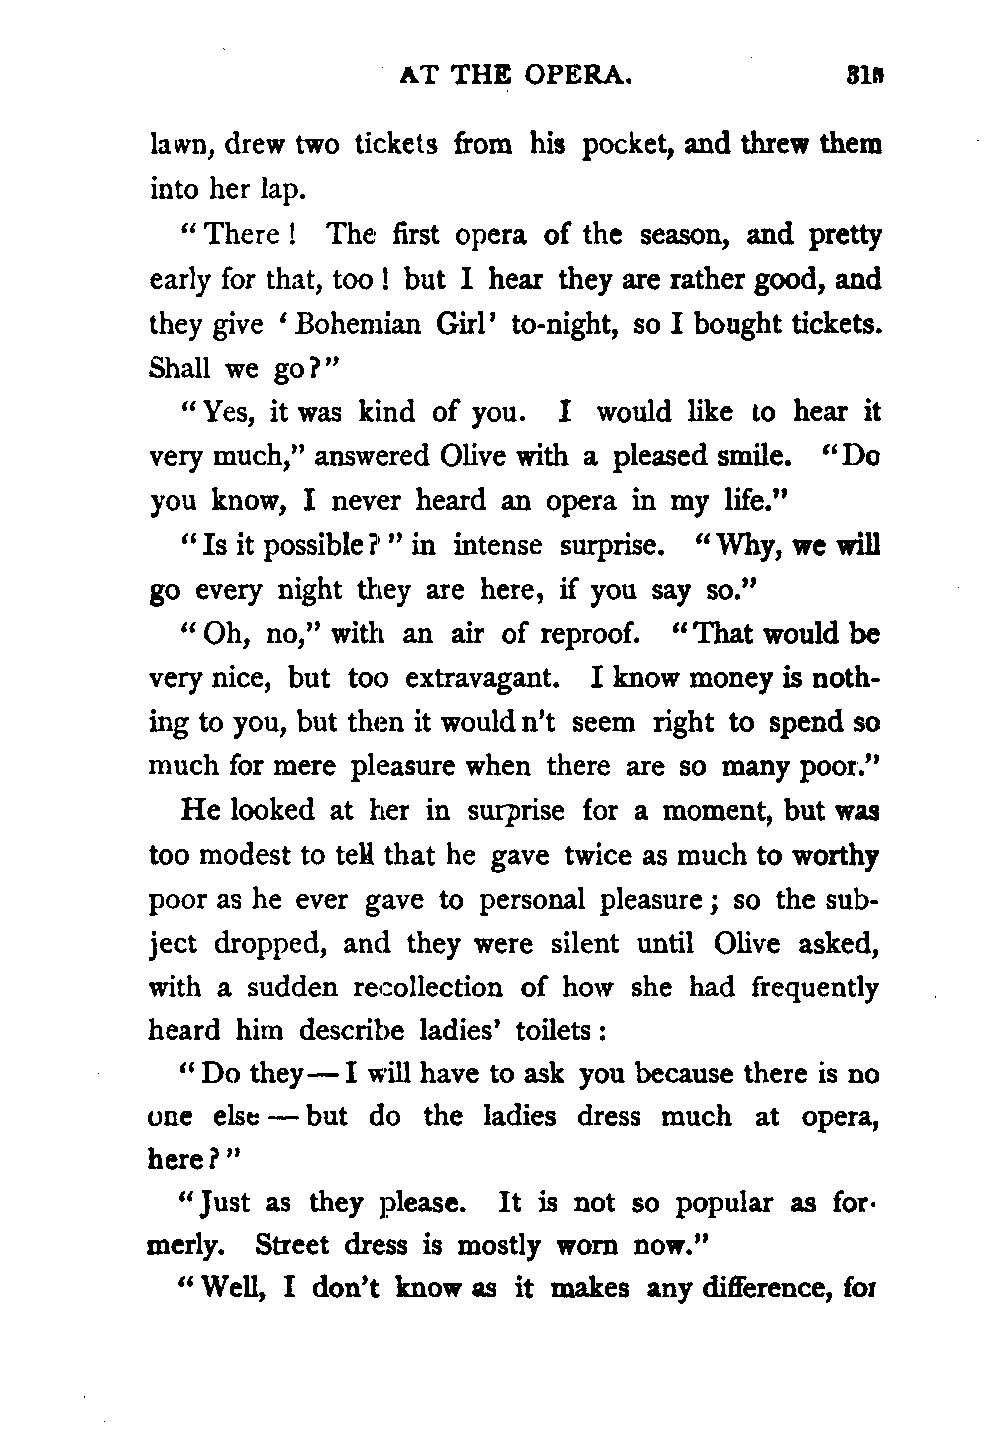 AT THE OPERA.
lawn, drew two tickets from his pocket, and threw them
into her lap.
"There! The first opera of the season, and pretty
early for that, too! but I hear they are rather good, and
they give 'Bohemian Girl' to-night, so I bought tickets.
Shall we go?"
"Yes, it was kind of you. I would like to hear it
very much," answered Olive with a pleased smile. "Do
you know, I never heard an opera in my life."
"Is it possible?" in intense surprise. "Why, we will
go every night they are here, if you say so."
"Oh, no," with an air of reproof. "That would be
very nice, but too extravagant. I know money is noth-
ing to you, but then it wouldn't seem right to spend so
much for mere pleasure when there are so many poor."
He looked at her in surprise for a moment, but was
too modest to tell that he gave twice as much to worthy
poor as he ever gave to personal pleasure; so the sub-
ject dropped, and they were silent until Olive asked,
with a sudden recollection of how she had frequently
heard him describe ladies' toilets:
"Do they—I will have to ask you because there is no
one else—but do the ladies dress much at opera,
here?"
"Just as they please. It is not so popular as for-
merly. Street dress is mostly worn now."
"Well, I don't know as it makes any difference, for